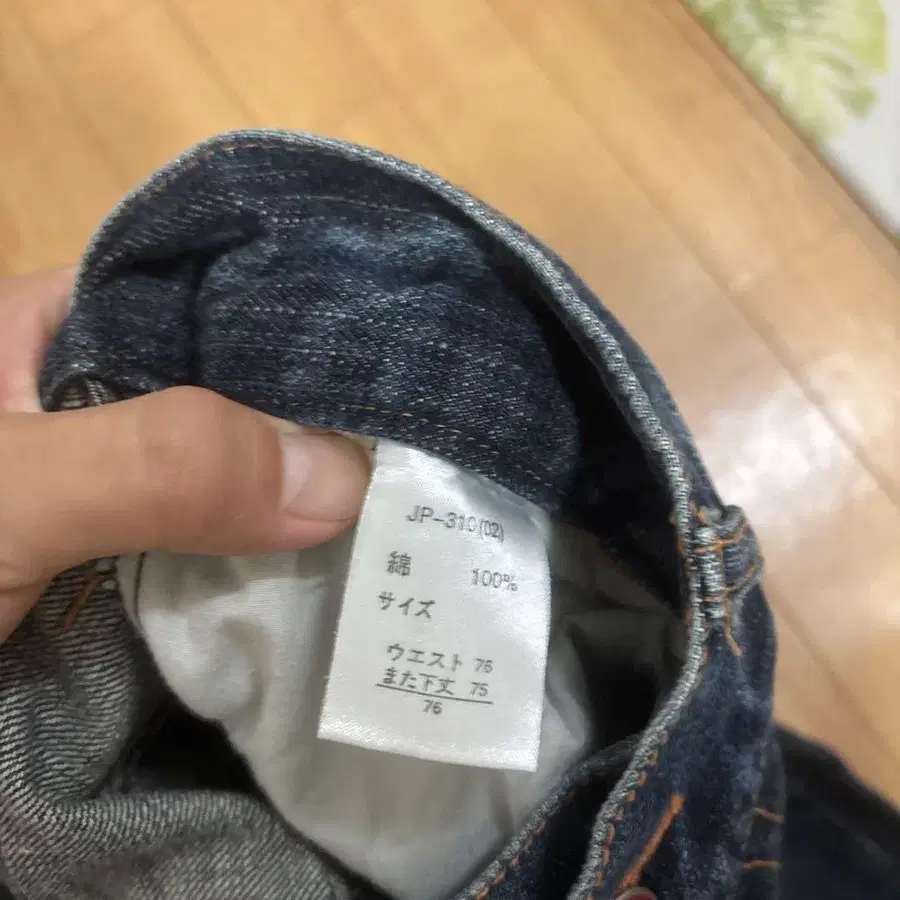 JP-310(02)
綿 100%
サイズ
ウエスト 76
また下丈 75
76